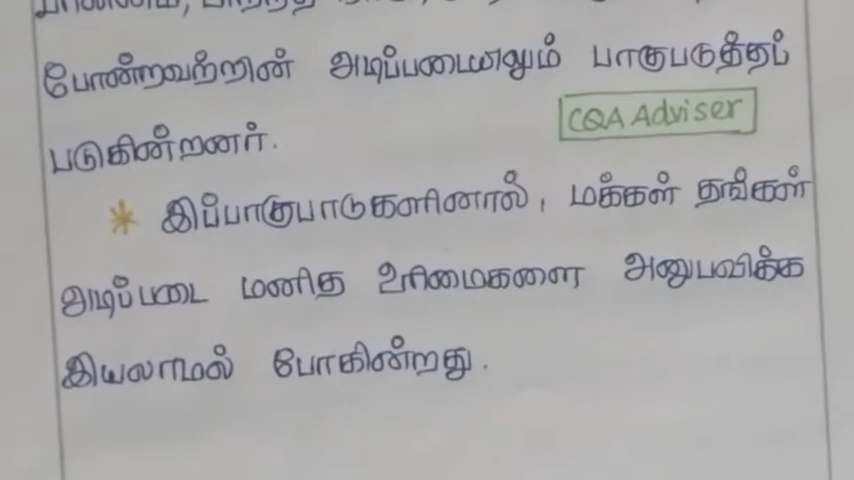 போன்றவற்றின் அடிப்படையிலும் பாகுபடுத்தப்
CQA Adviser
படுகின்றனர்.
* இப்பாகுபாடுகளினால், மக்கள் தங்கள்
அடிப்படை மனித உரிமைகளை அனுபவிக்க
இயலாமல் போகின்றது.